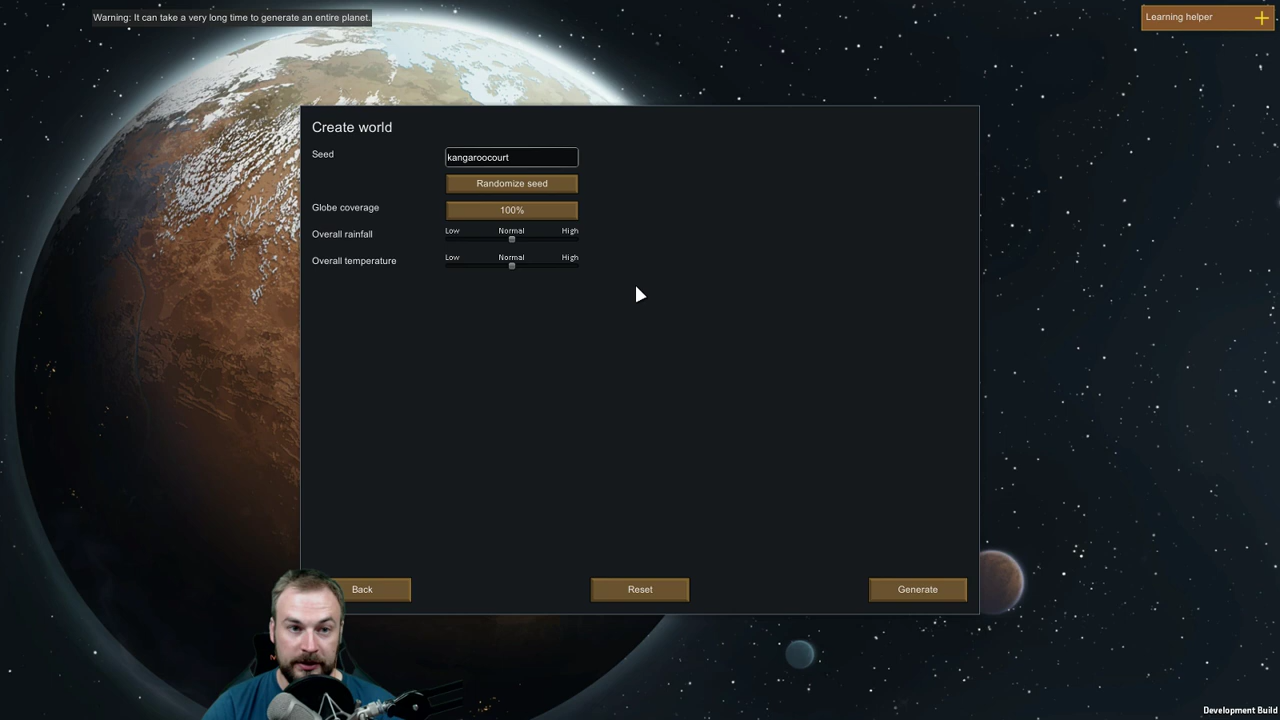 Warning: It can take a very long time to generate an entire planet.
Learning helper
Create world
Seed
kangaroocourt
Randomize seed
Globe coverage
100%
Overall rainfall
Low Normal High
Overall temperature
Low Normal High
Back
Reset
Generate
Development Build